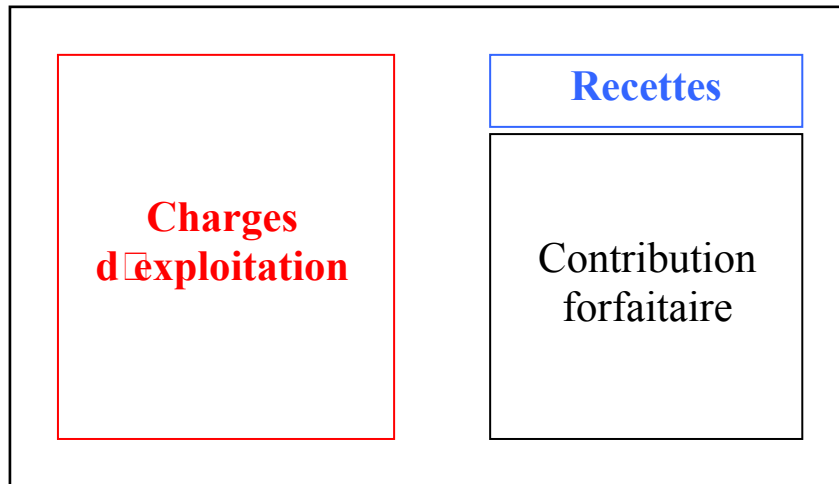 Charges
d□exploitation
Recettes
Contribution
forfaitaire